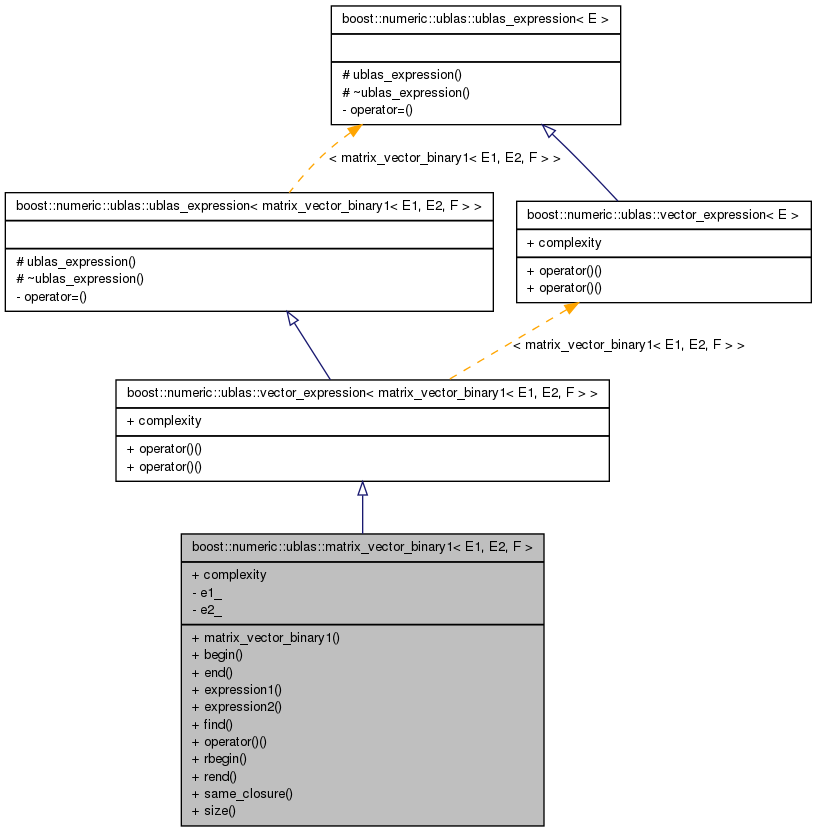 boost::numeric::ublas::ublas_expression< E >
# ublas_expression()
# ~ublas_expression()
- operator=()
< matrix_vector_binary1< E1, E2, F > >
boost::numeric::ublas::ublas_expression< matrix_vector_binary1< E1, E2, F > >
# ublas_expression()
# ~ublas_expression()
- operator=()
boost::numeric::ublas::vector_expression< E >
+ complexity
+ operator()()
+ operator()()
< matrix_vector_binary1< E1, E2, F > >
boost::numeric::ublas::vector_expression< matrix_vector_binary1< E1, E2, F > >
+ complexity
+ operator()()
+ operator()()
boost::numeric::ublas::matrix_vector_binary1< E1, E2, F >
+ complexity
- e1_
- e2_
+ matrix_vector_binary1()
+ begin()
+ end()
+ expression1()
+ expression2()
+ find()
+ operator()()
+ rbegin()
+ rend()
+ same_closure()
+ size()